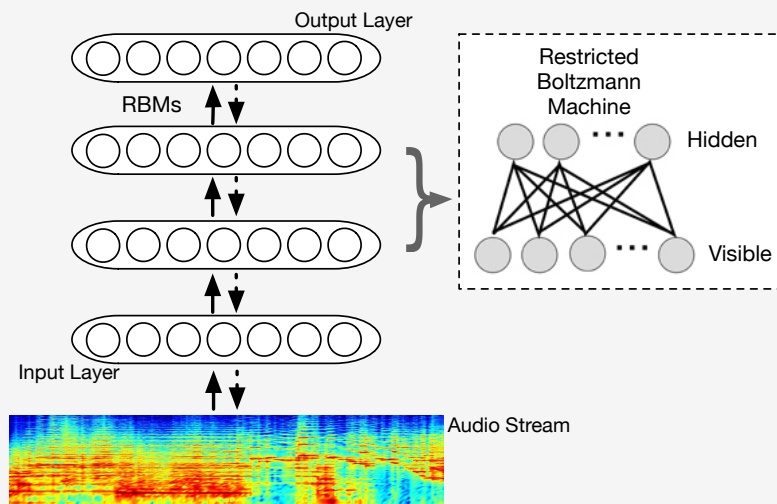 Output Layer
RBMs
Input Layer
Audio Stream
Restricted
Boltzmann
Machine
Hidden
Visible